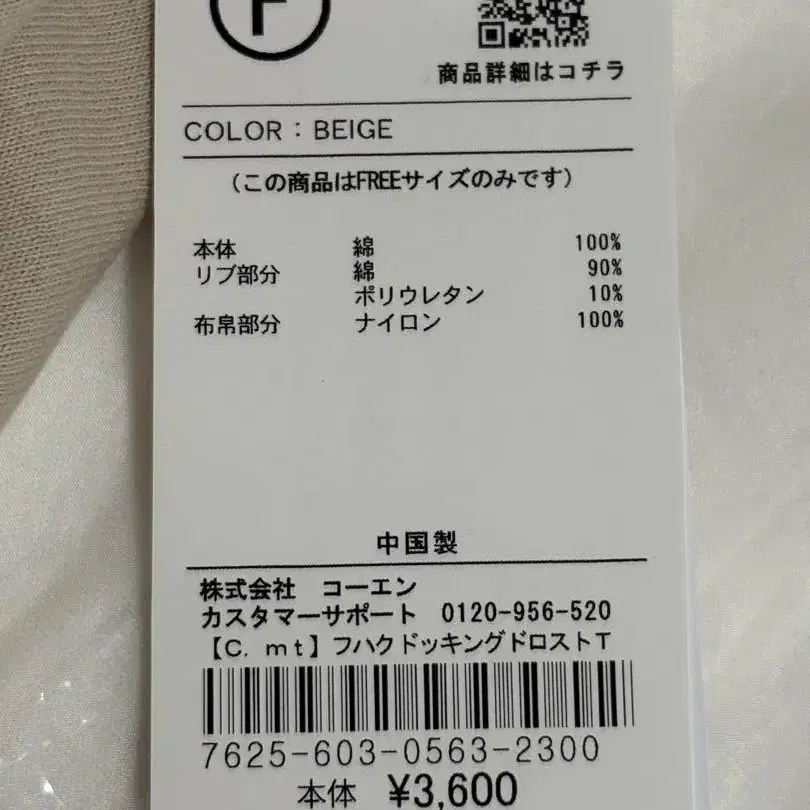 F
商品詳細はコチラ
COLOR：BEIGE
（この商品はFREEサイズのみです）
本体 綿 100%
リブ部分 綿 90%
ポリウレタン 10%
布帛部分 ナイロン 100%
中国製
株式会社 コーエン
カスタマーサポート 0120-956-520
【C. mt】フハクドッキングドロストT
7625-603-0563-2300
本体 ¥3,600